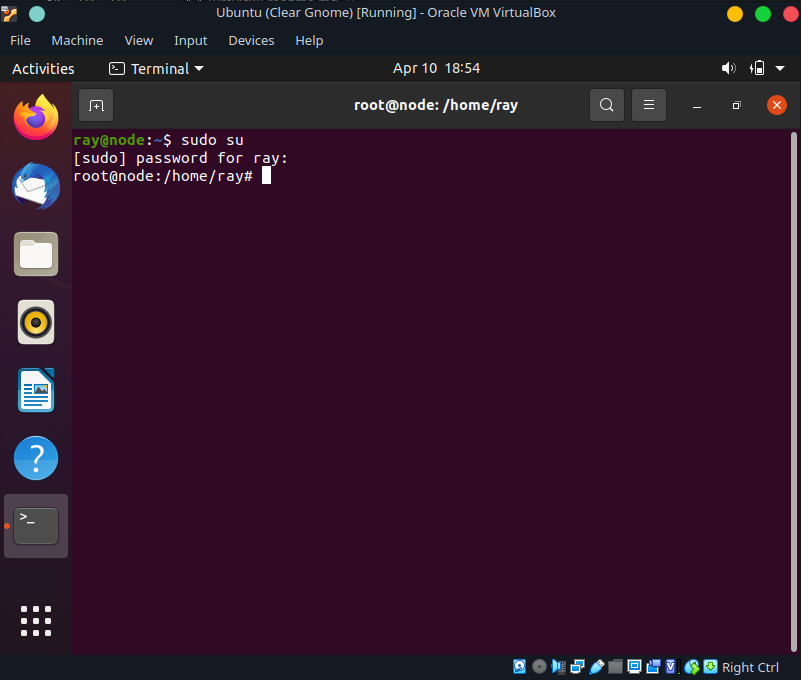 Ubuntu (Clear Gnome) [Running] - Oracle VM VirtualBox
File Machine View Input Devices Help
Activities Terminal Apr 10 18:54
root@node: /home/ray
ray@node:~$ sudo su
[sudo] password for ray:
root@node:/home/ray#
Right Ctrl